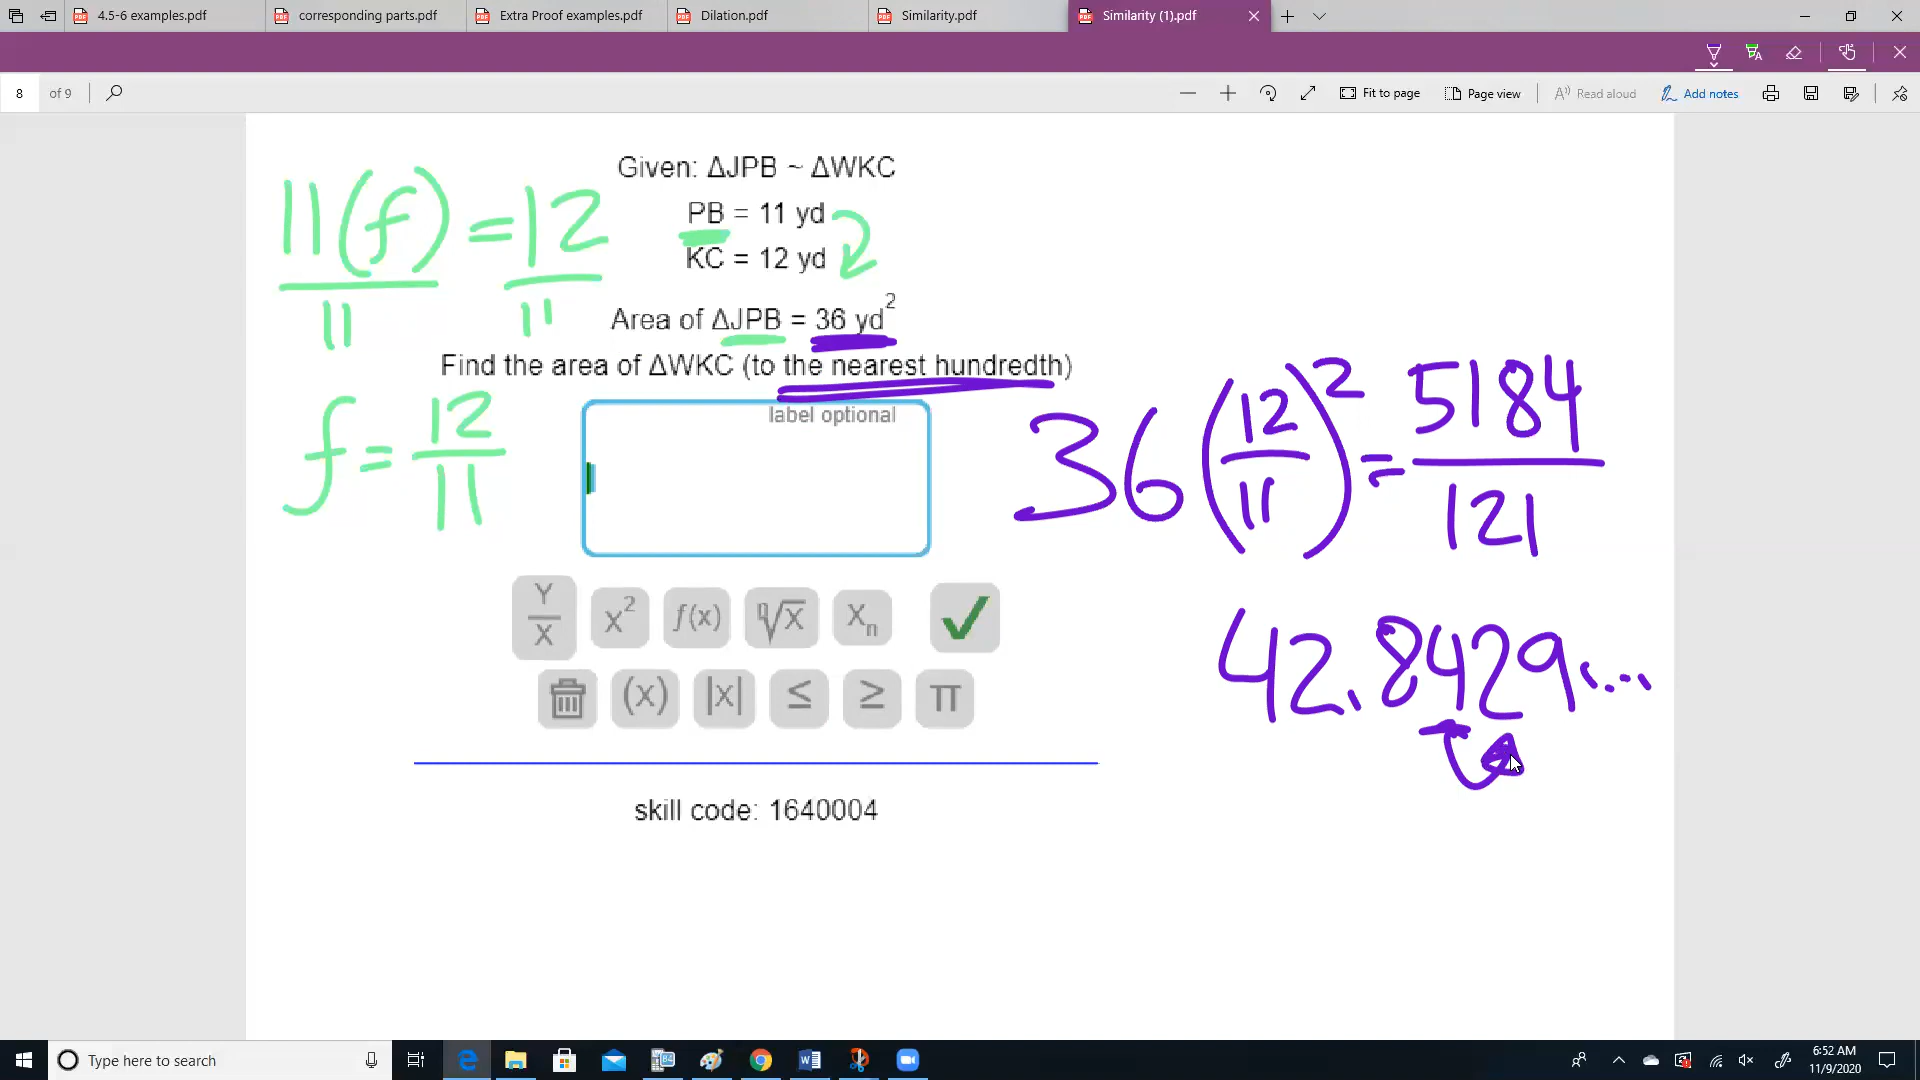 4.5-6 examples.pdf
corresponding parts.pdf
Extra Proof examples.pdf
Dilation.pdf
Similarity.pdf
Similarity (1).pdf
8 of 9
Fit to page
Page view
Read aloud
Add notes
Given: ΔJPB ~ ΔWKC
PB = 11 yd
KC = 12 yd
Area of ΔJPB = 36 yd²
Find the area of ΔWKC (to the nearest hundredth)
label optional
11(f) = 12
11 11
f = 12/11
36(12/11)² = 5184/121
42.8429...
Y/X
x²
f(x)
ⁿ√X
Xₙ
(x)
|x|
≤
≥
π
skill code: 1640004
Type here to search
6:52 AM
11/9/2020